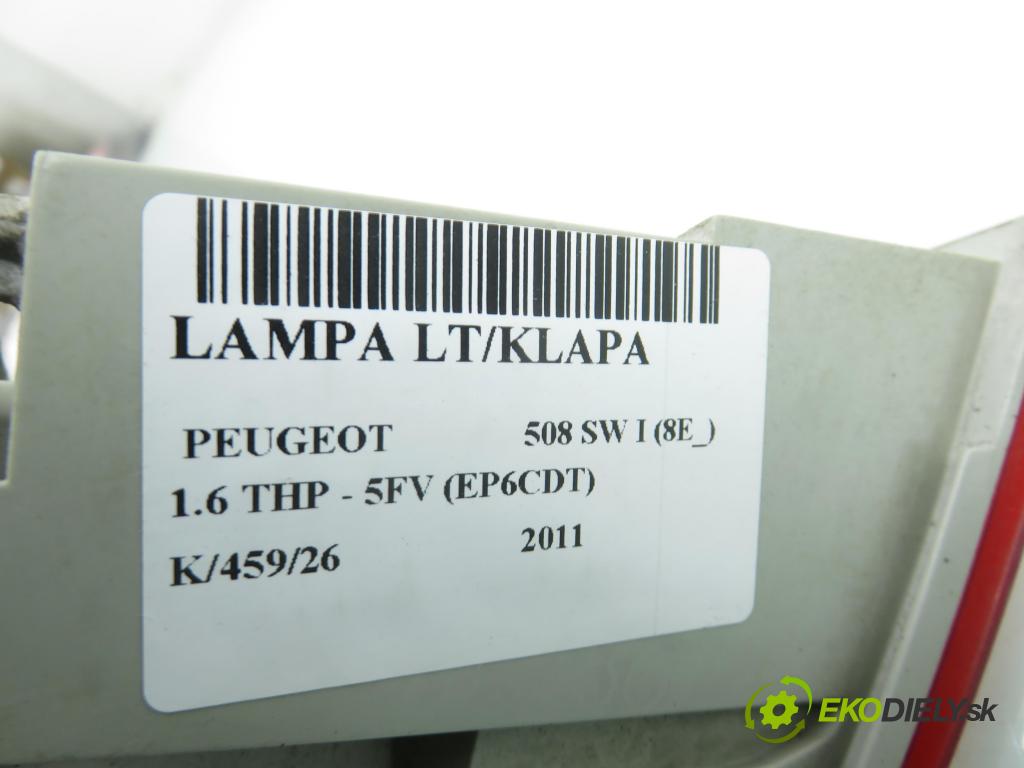 LAMPA LT/KLAPA
PEUGEOT 508 SW I (8E_)
1.6 THP - 5FV (EP6CDT)
K/459/26 2011
EKODIELY.sk